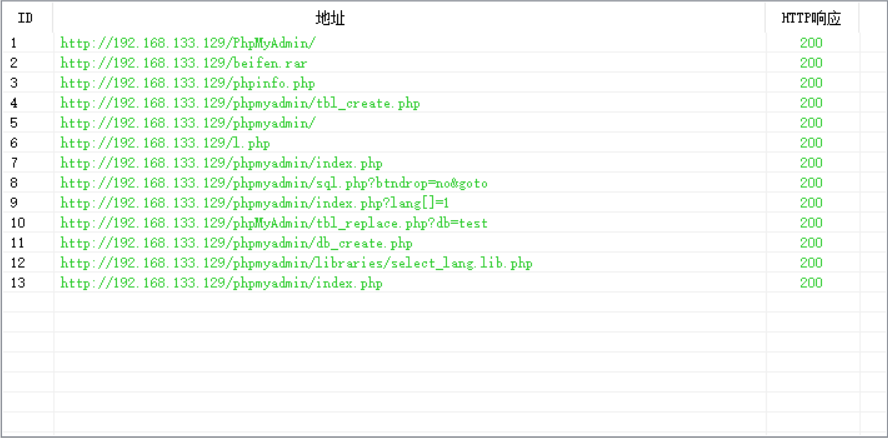 ID 地址 HTTP响应
1 http://192.168.133.129/PhpMyAdmin/ 200
2 http://192.168.133.129/beifen.rar 200
3 http://192.168.133.129/phpinfo.php 200
4 http://192.168.133.129/phpmyadmin/tbl_create.php 200
5 http://192.168.133.129/phpmyadmin/ 200
6 http://192.168.133.129/l.php 200
7 http://192.168.133.129/phpmyadmin/index.php 200
8 http://192.168.133.129/phpmyadmin/sql.php?btndrop=no&goto 200
9 http://192.168.133.129/phpmyadmin/index.php?lang[]=1 200
10 http://192.168.133.129/phpMyAdmin/tbl_replace.php?db=test 200
11 http://192.168.133.129/phpmyadmin/db_create.php 200
12 http://192.168.133.129/phpmyadmin/libraries/select_lang.lib.php 200
13 http://192.168.133.129/phpmyadmin/index.php 200